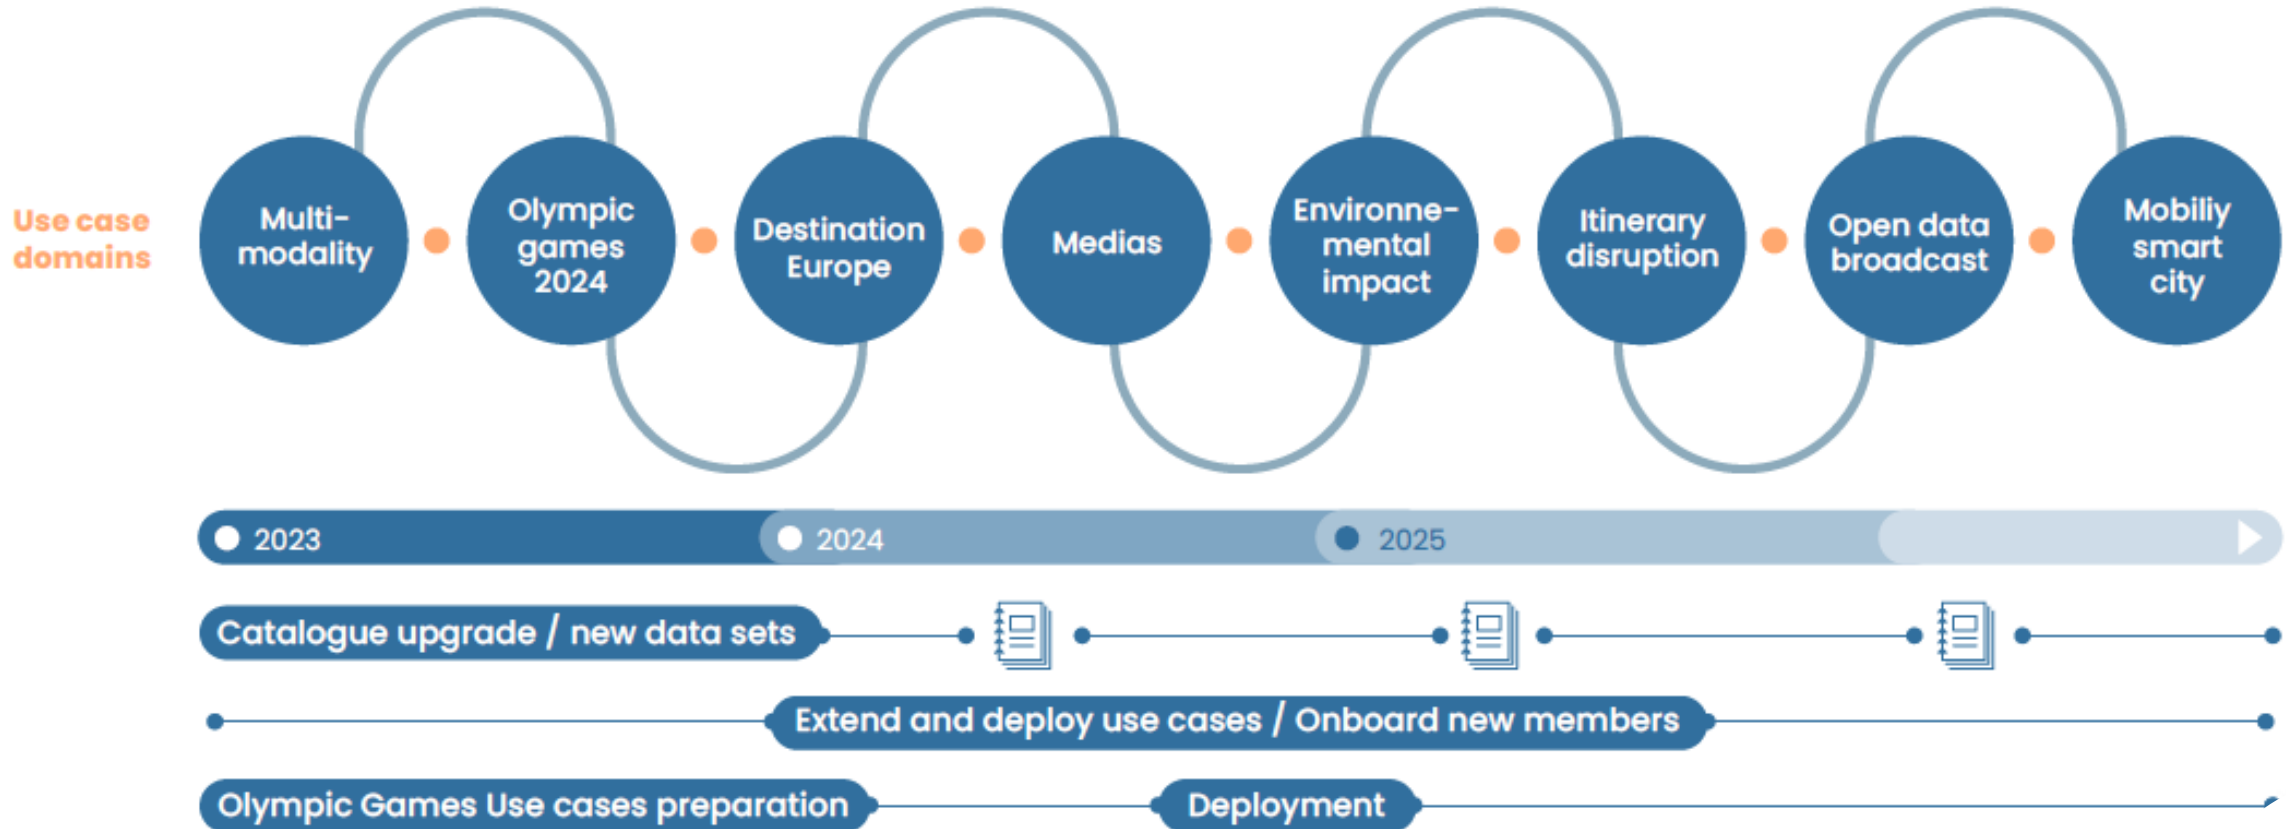 Use case
domains
Multi-
modality
Olympic
games
2024
Destination
Europe
Medias
Environne-
mental
impact
Itinerary
disruption
Open data
broadcast
Mobiliy
smart
city
2023
2024
2025
Catalogue upgrade / new data sets
Extend and deploy use cases / Onboard new members
Olympic Games Use cases preparation
Deployment